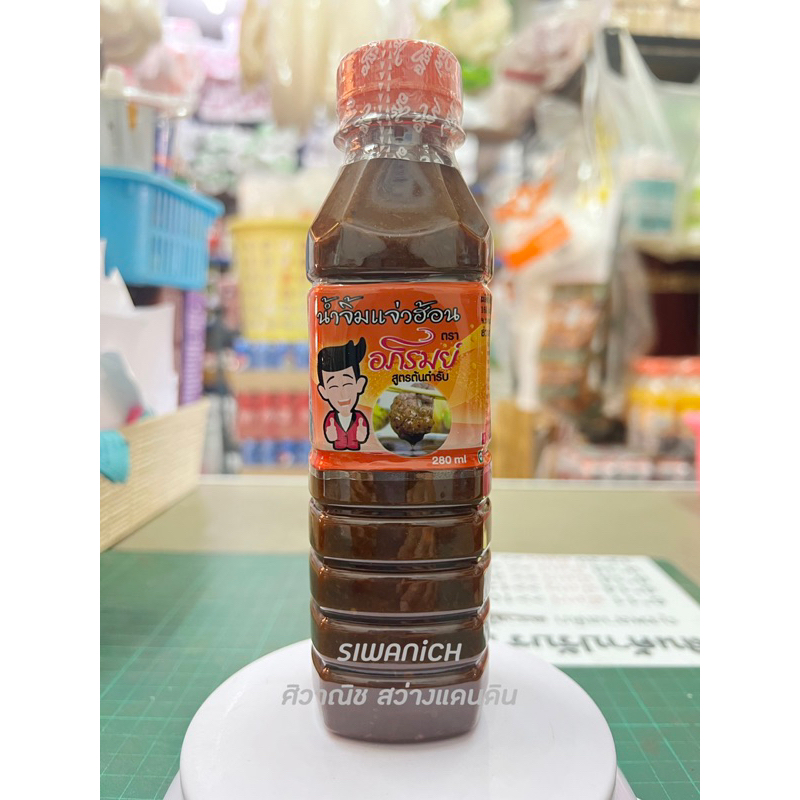 น้ำจิ้มแจ่วฮ้อน
ตรา
อภิรมย์
สูตรต้นตำรับ
280 ml
SIWANICH
ศิวาณิช สว่างแดนดิน